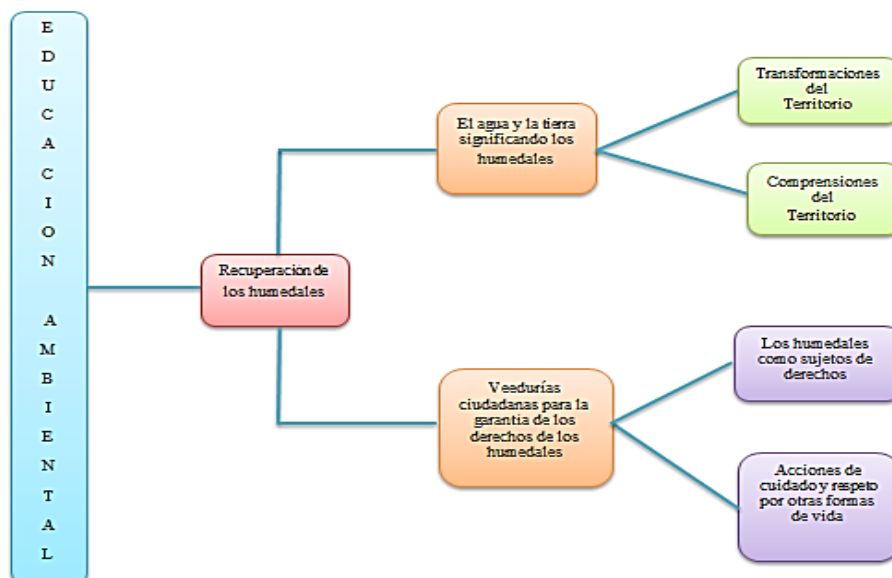 EDUCACION AMBIENTAL
Recuperación de
los humedales
El agua y la tierra
significando los
humedales
Transformaciones
del
Territorio
Comprensiones
del
Territorio
Veedurías
ciudadanas para la
garantía de los
derechos de los
humedales
Los humedales
como sujetos de
derechos
Acciones de
cuidado y respeto
por otras formas
de vida